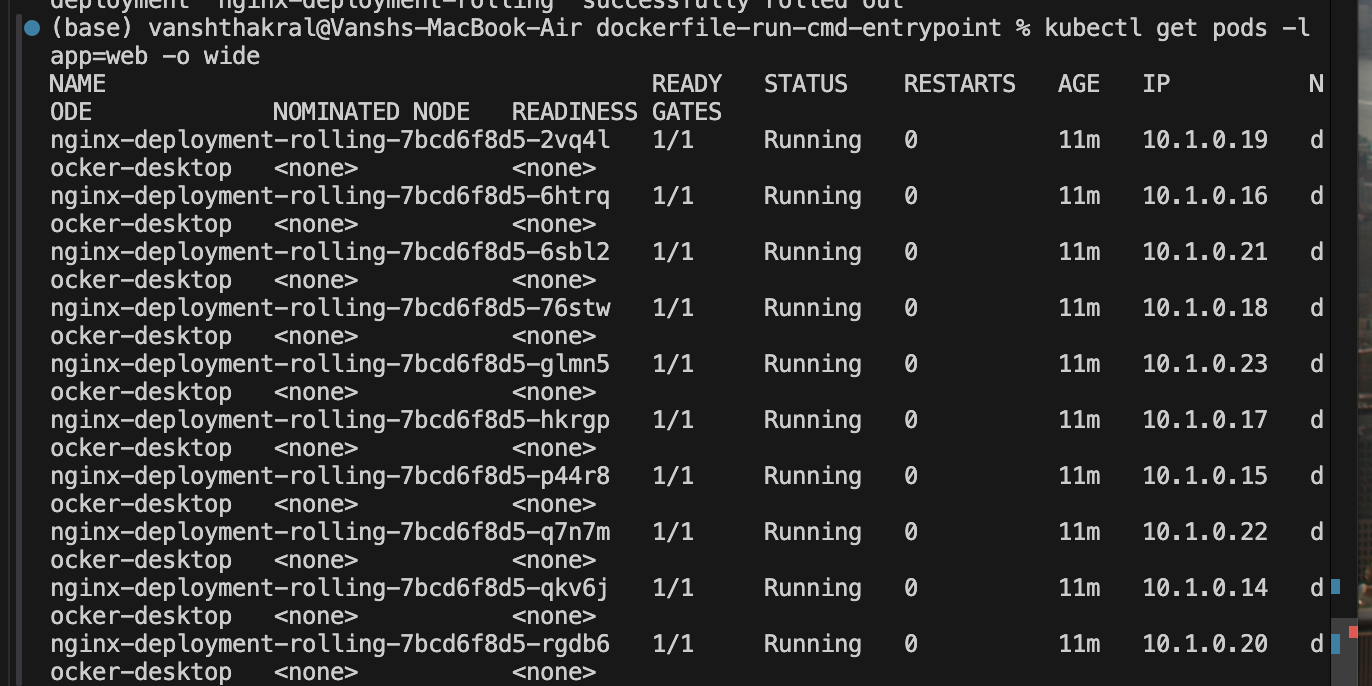 deployment "nginx-deployment-rolling" successfully rolled out
(base) vanshthakral@Vanshs-MacBook-Air dockerfile-run-cmd-entrypoint % kubectl get pods -l
app=web -o wide
NAME                                       READY   STATUS    RESTARTS   AGE   IP          N
ODE             NOMINATED NODE   READINESS GATES
nginx-deployment-rolling-7bcd6f8d5-2vq4l   1/1     Running   0          11m   10.1.0.19   d
ocker-desktop   <none>           <none>
nginx-deployment-rolling-7bcd6f8d5-6htrq   1/1     Running   0          11m   10.1.0.16   d
ocker-desktop   <none>           <none>
nginx-deployment-rolling-7bcd6f8d5-6sbl2   1/1     Running   0          11m   10.1.0.21   d
ocker-desktop   <none>           <none>
nginx-deployment-rolling-7bcd6f8d5-76stw   1/1     Running   0          11m   10.1.0.18   d
ocker-desktop   <none>           <none>
nginx-deployment-rolling-7bcd6f8d5-glmn5   1/1     Running   0          11m   10.1.0.23   d
ocker-desktop   <none>           <none>
nginx-deployment-rolling-7bcd6f8d5-hkrgp   1/1     Running   0          11m   10.1.0.17   d
ocker-desktop   <none>           <none>
nginx-deployment-rolling-7bcd6f8d5-p44r8   1/1     Running   0          11m   10.1.0.15   d
ocker-desktop   <none>           <none>
nginx-deployment-rolling-7bcd6f8d5-q7n7m   1/1     Running   0          11m   10.1.0.22   d
ocker-desktop   <none>           <none>
nginx-deployment-rolling-7bcd6f8d5-qkv6j   1/1     Running   0          11m   10.1.0.14   d
ocker-desktop   <none>           <none>
nginx-deployment-rolling-7bcd6f8d5-rgdb6   1/1     Running   0          11m   10.1.0.20   d
ocker-desktop   <none>           <none>